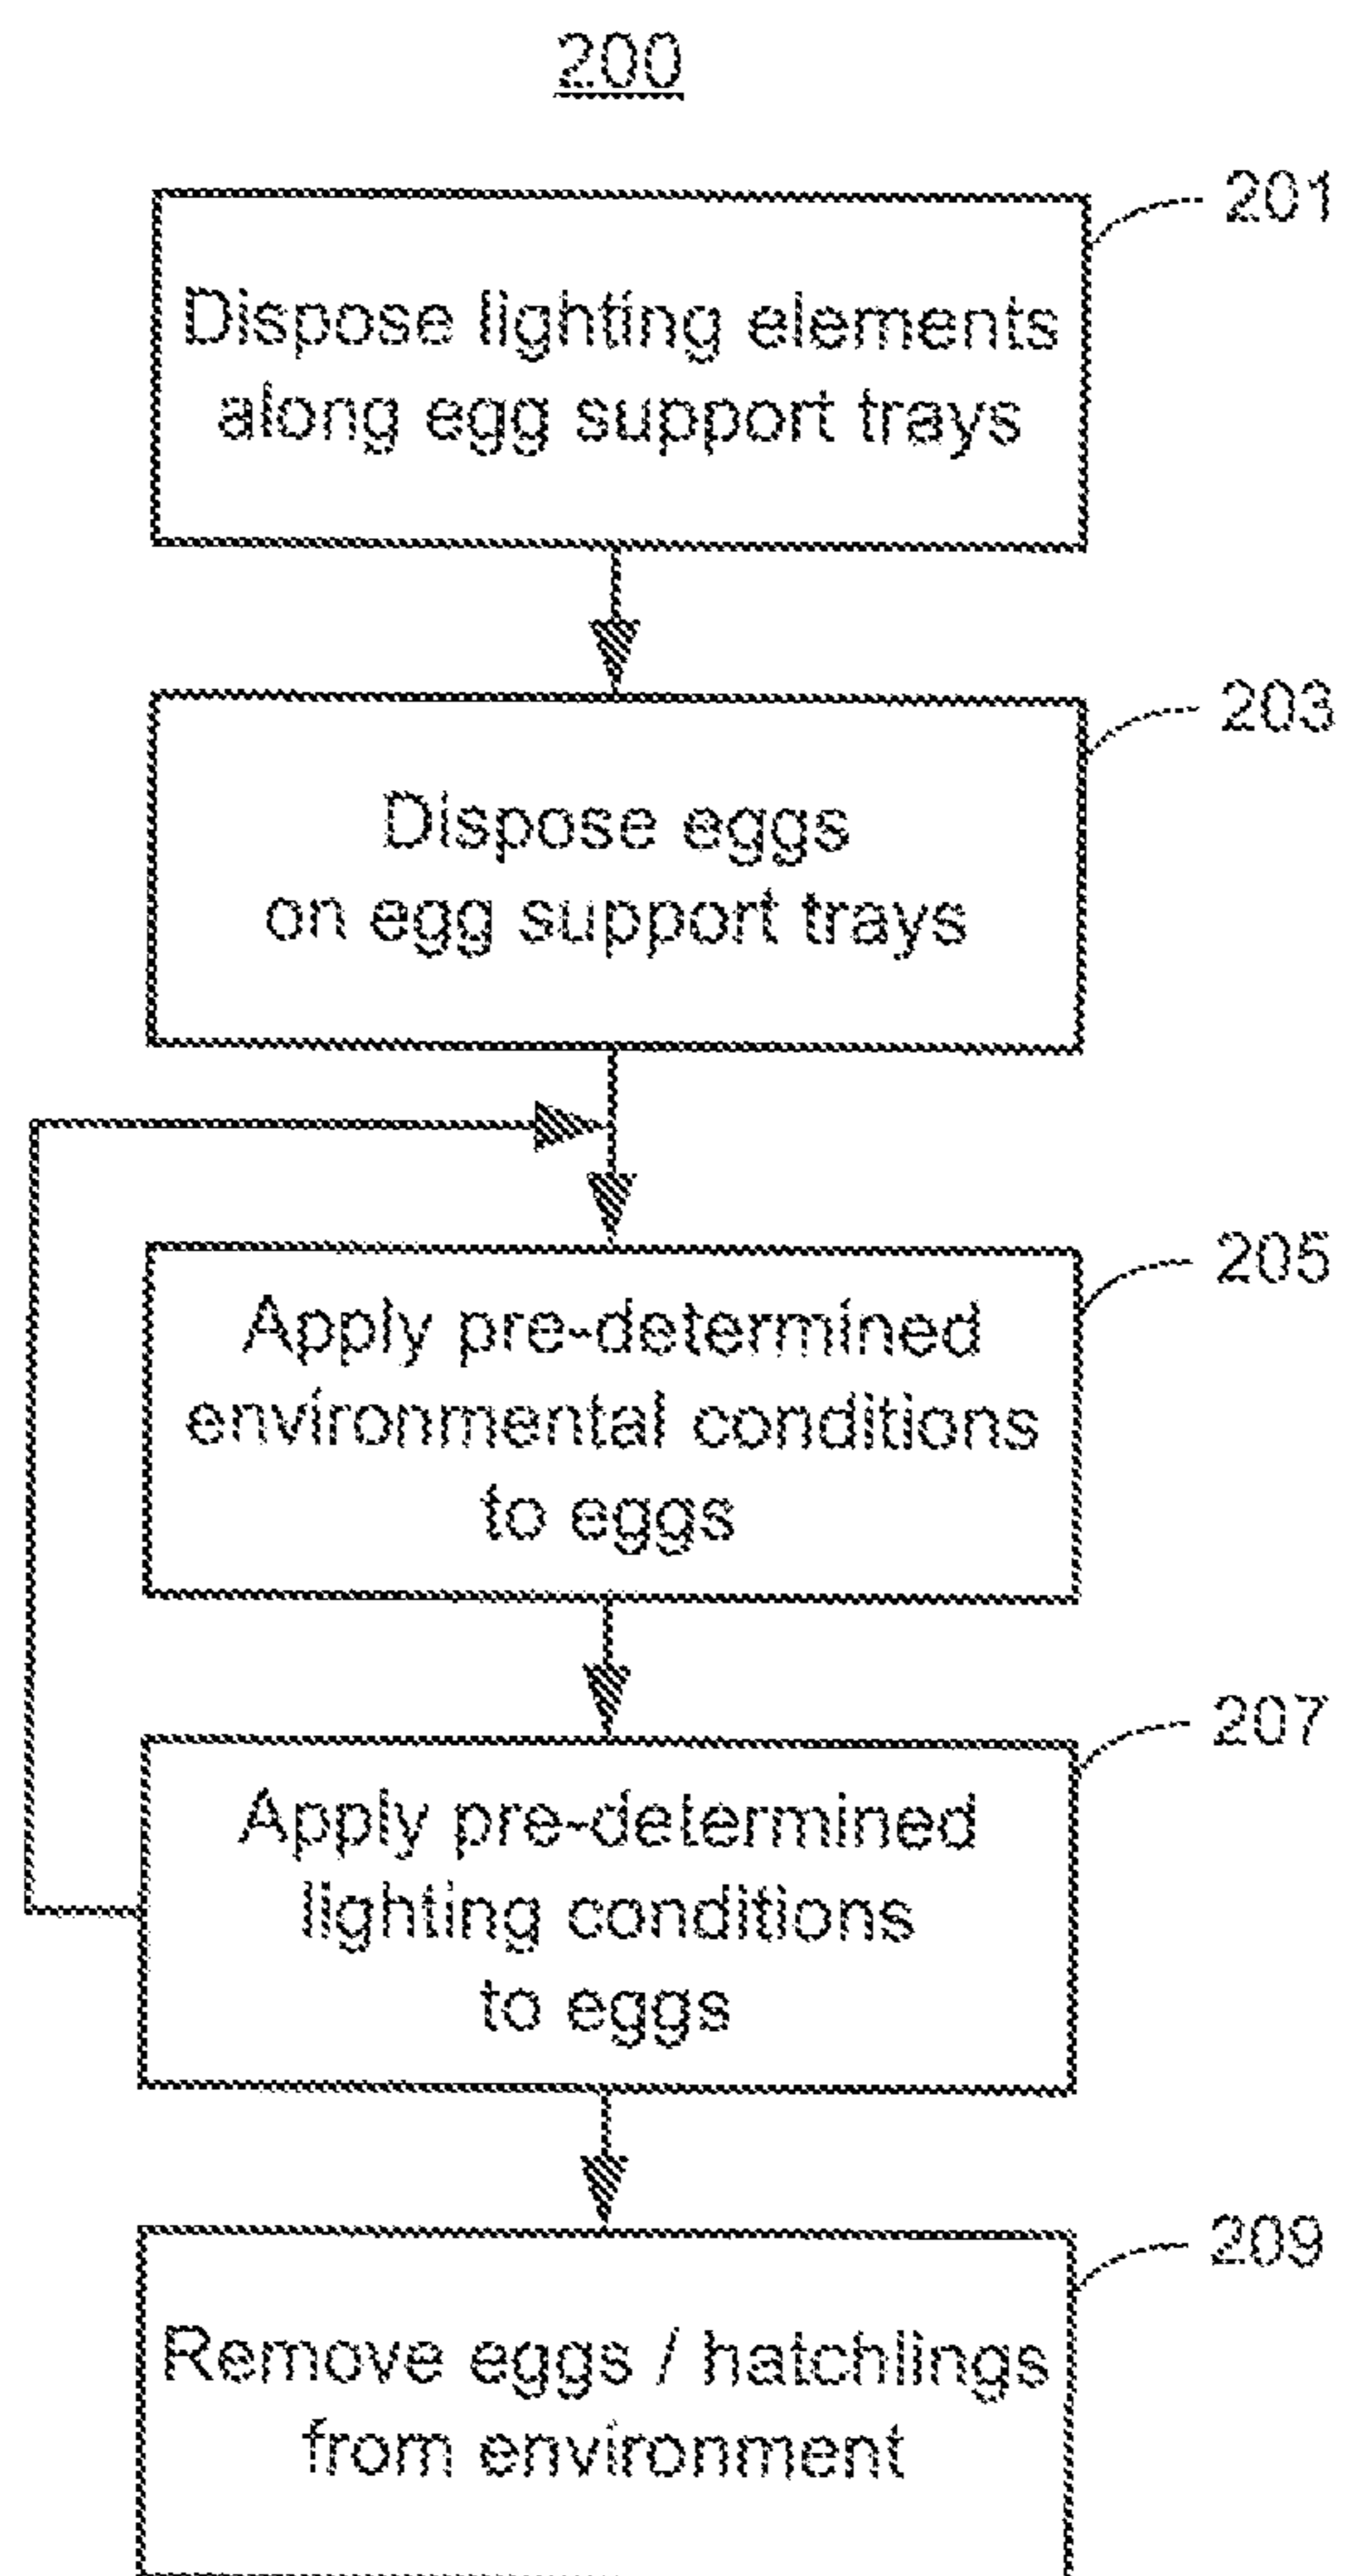 200
201
Dispose lighting elements
along egg support trays
203
Dispose eggs
on egg support trays
205
Apply pre-determined
environmental conditions
to eggs
207
Apply pre-determined
lighting conditions
to eggs
209
Remove eggs / hatchlings
from environment